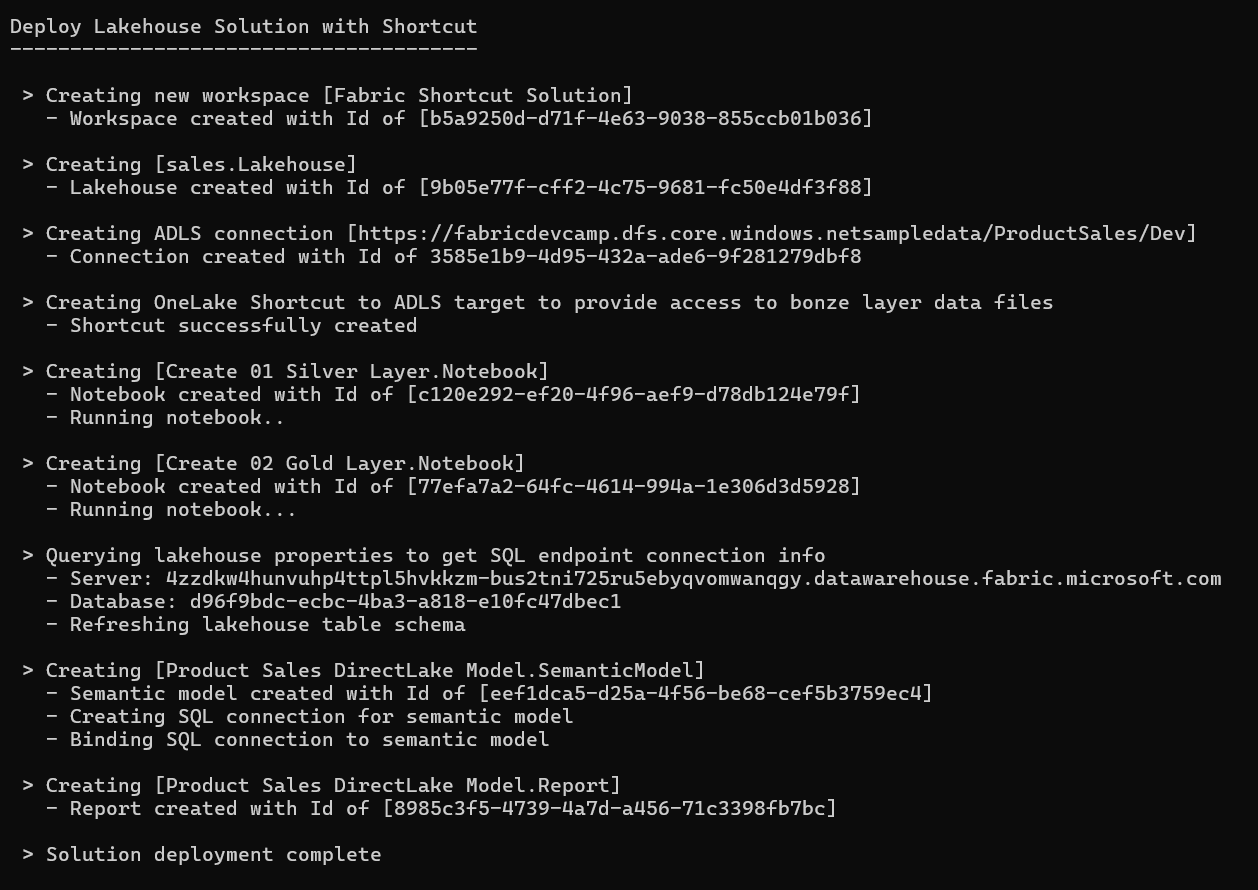 Deploy Lakehouse Solution with Shortcut
---------------------------------------
> Creating new workspace [Fabric Shortcut Solution]
- Workspace created with Id of [b5a9250d-d71f-4e63-9038-855ccb01b036]
> Creating [sales.Lakehouse]
- Lakehouse created with Id of [9b05e77f-cff2-4c75-9681-fc50e4df3f88]
> Creating ADLS connection [https://fabricdevcamp.dfs.core.windows.netsampledata/ProductSales/Dev]
- Connection created with Id of 3585e1b9-4d95-432a-ade6-9f281279dbf8
> Creating OneLake Shortcut to ADLS target to provide access to bonze layer data files
- Shortcut successfully created
> Creating [Create 01 Silver Layer.Notebook]
- Notebook created with Id of [c120e292-ef20-4f96-aef9-d78db124e79f]
- Running notebook..
> Creating [Create 02 Gold Layer.Notebook]
- Notebook created with Id of [77efa7a2-64fc-4614-994a-1e306d3d5928]
- Running notebook...
> Querying lakehouse properties to get SQL endpoint connection info
- Server: 4zzdkw4hunvuhp4ttpl5hvkkzm-bus2tni725ru5ebyqvomwanqgy.datawarehouse.fabric.microsoft.com
- Database: d96f9bdc-ecbc-4ba3-a818-e10fc47dbec1
- Refreshing lakehouse table schema
> Creating [Product Sales DirectLake Model.SemanticModel]
- Semantic model created with Id of [eef1dca5-d25a-4f56-be68-cef5b3759ec4]
- Creating SQL connection for semantic model
- Binding SQL connection to semantic model
> Creating [Product Sales DirectLake Model.Report]
- Report created with Id of [8985c3f5-4739-4a7d-a456-71c3398fb7bc]
> Solution deployment complete